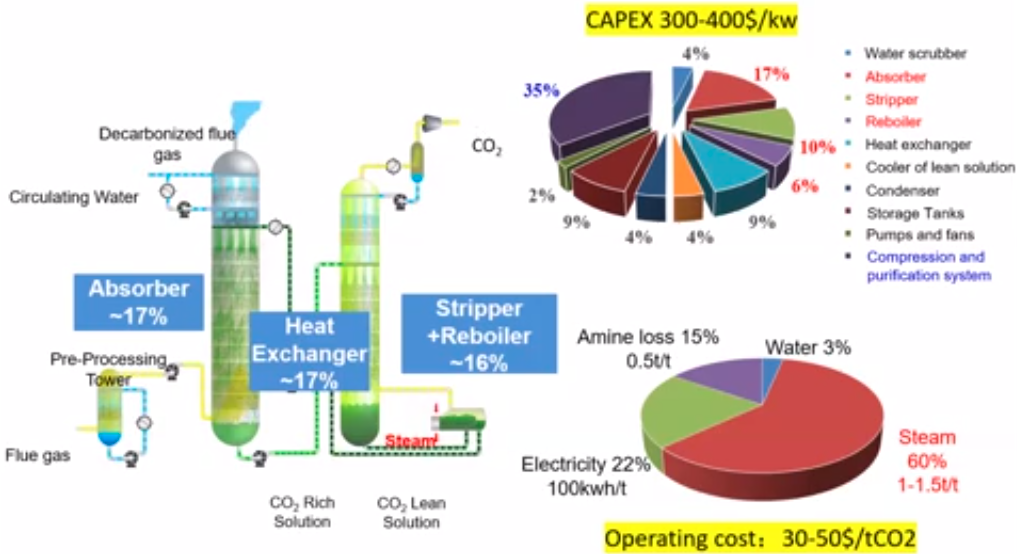 CAPEX 300-400$/kw
4%
17%
35%
10%
6%
2%
9%
4%
4%
9%
Water scrubber
Absorber
Stripper
Reboiler
Heat exchanger
Cooler of lean solution
Condenser
Storage Tanks
Pumps and fans
Compression and
purification system
Decarbonized flue
gas
Circulating Water
CO2
Absorber
~17%
Heat
Exchanger
~17%
Stripper
+Reboiler
~16%
Pre-Processing
Tower
Flue gas
Steam
CO2 Rich
Solution
CO2 Lean
Solution
Amine loss 15%
0.5t/t
Water 3%
Electricity 22%
100kwh/t
Steam
60%
1-1.5t/t
Operating cost: 30-50$/tCO2